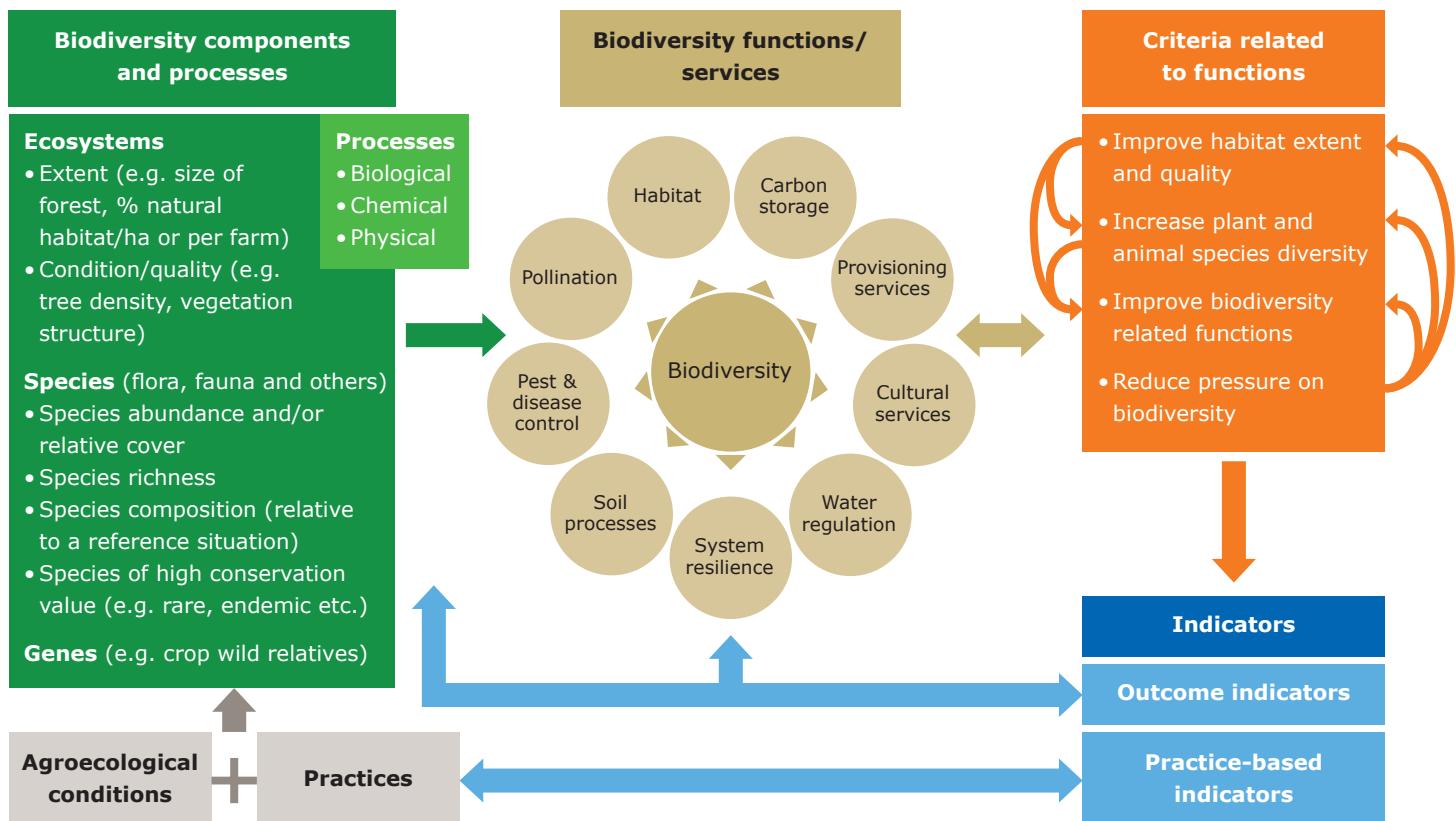 Biodiversity components
and processes
Ecosystems
• Extent (e.g. size of
forest, % natural
habitat/ha or per farm)
• Condition/quality (e.g.
tree density, vegetation
structure)
Species (flora, fauna and others)
• Species abundance and/or
relative cover
• Species richness
• Species composition (relative
to a reference situation)
• Species of high conservation
value (e.g. rare, endemic etc.)
Genes (e.g. crop wild relatives)
Processes
• Biological
• Chemical
• Physical
Agroecological
conditions
+
Practices
Biodiversity functions/
services
Biodiversity
Habitat
Carbon
storage
Provisioning
services
Cultural
services
Water
regulation
System
resilience
Soil
processes
Pest &
disease
control
Pollination
Criteria related
to functions
• Improve habitat extent
and quality
• Increase plant and
animal species diversity
• Improve biodiversity
related functions
• Reduce pressure on
biodiversity
Indicators
Outcome indicators
Practice-based
indicators